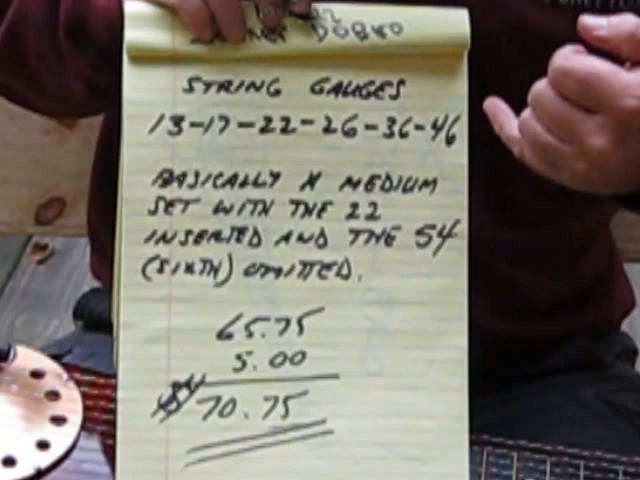 DOBRO
STRING GAUGES
13-17-22-26-36-46
BASICALLY A MEDIUM
SET WITH THE 22
INSERTED AND THE 54
(SIXTH) OMITTED.
65.75
5.00
$ 70.75